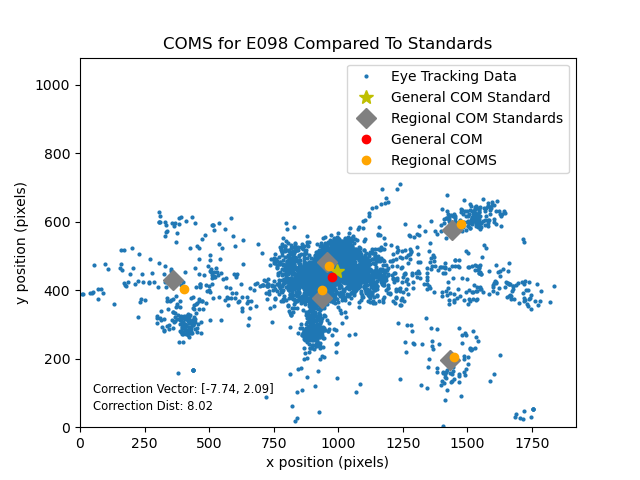 COMS for E098 Compared To Standards
Eye Tracking Data
General COM Standard
Regional COM Standards
General COM
Regional COMS
y position (pixels)
1000
800
600
400
200
0
Correction Vector: [-7.74, 2.09]
Correction Dist: 8.02
0 250 500 750 1000 1250 1500 1750
x position (pixels)